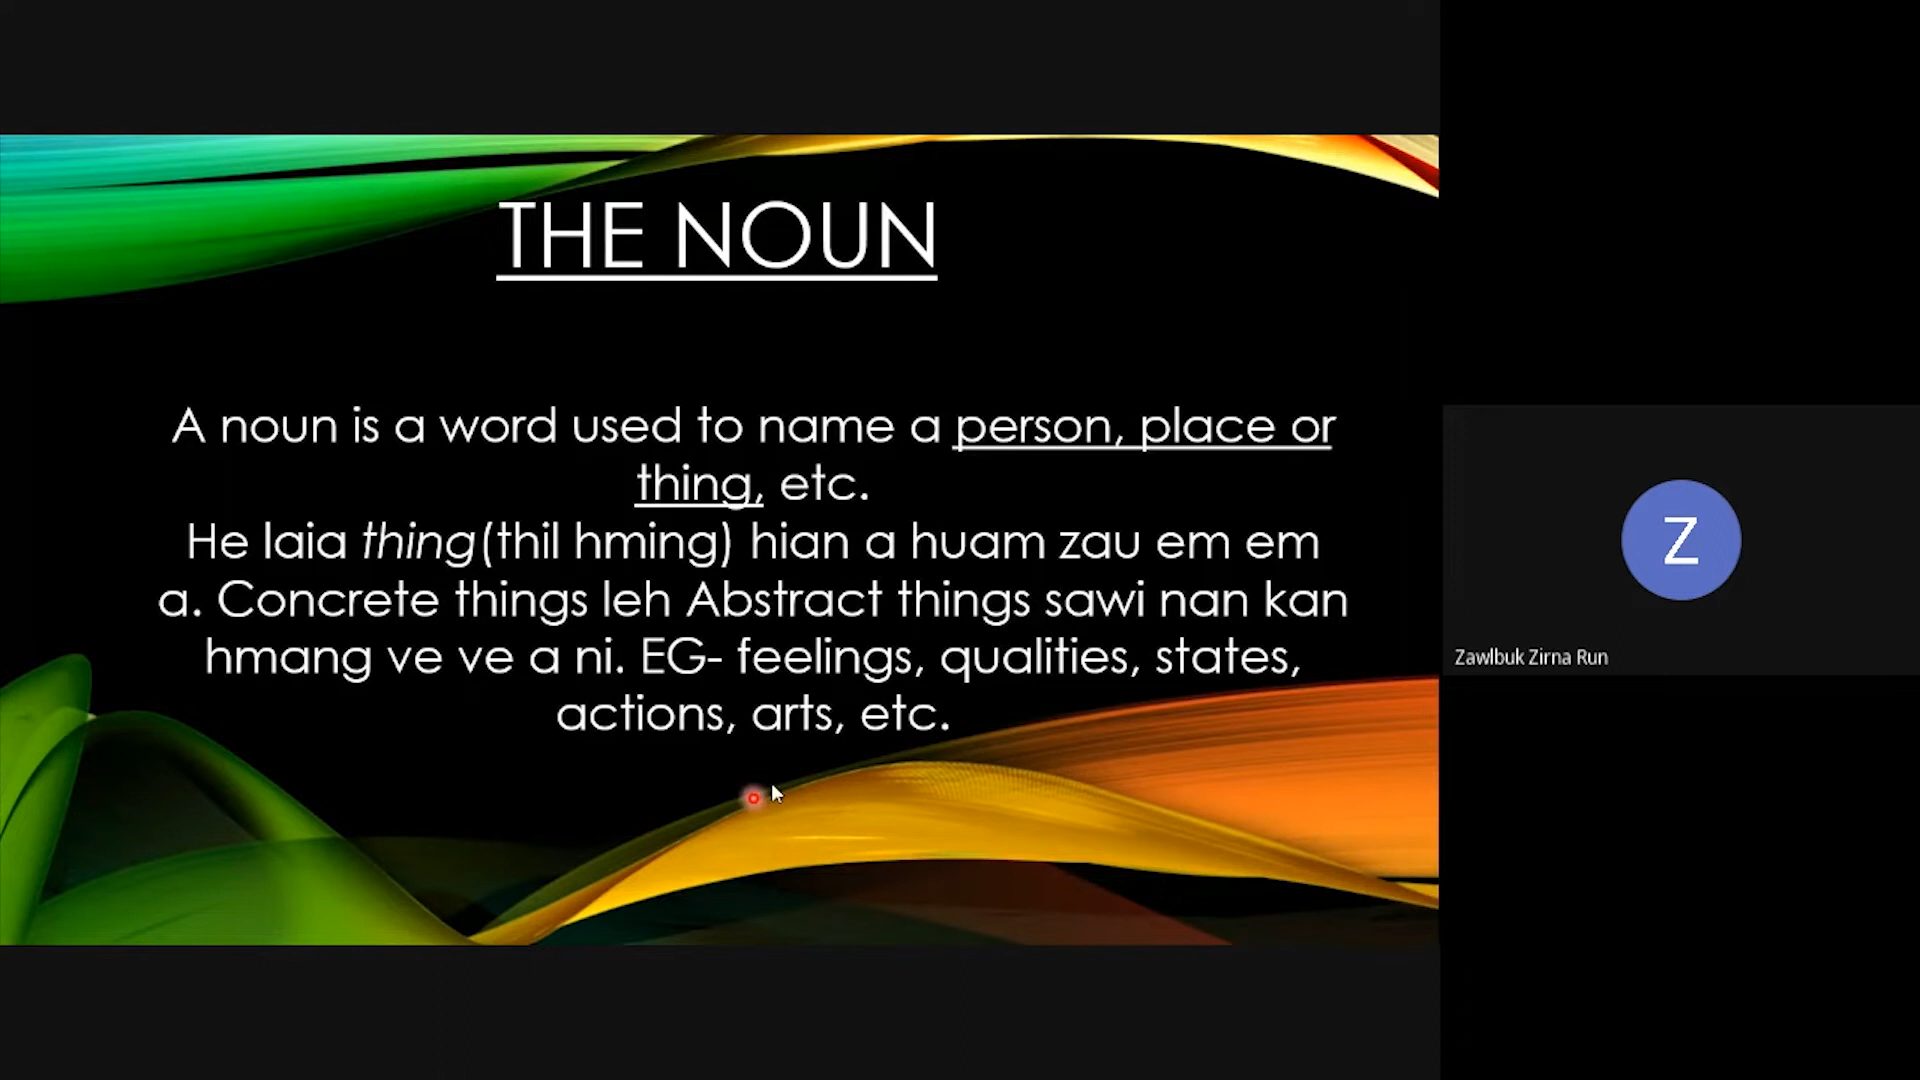 THE NOUN
A noun is a word used to name a person, place or
thing, etc.
He laia thing(thil hming) hian a huam zau em em
a. Concrete things leh Abstract things sawi nan kan
hmang ve ve a ni. EG- feelings, qualities, states,
actions, arts, etc.
Z
Zawlbuk Zirna Run